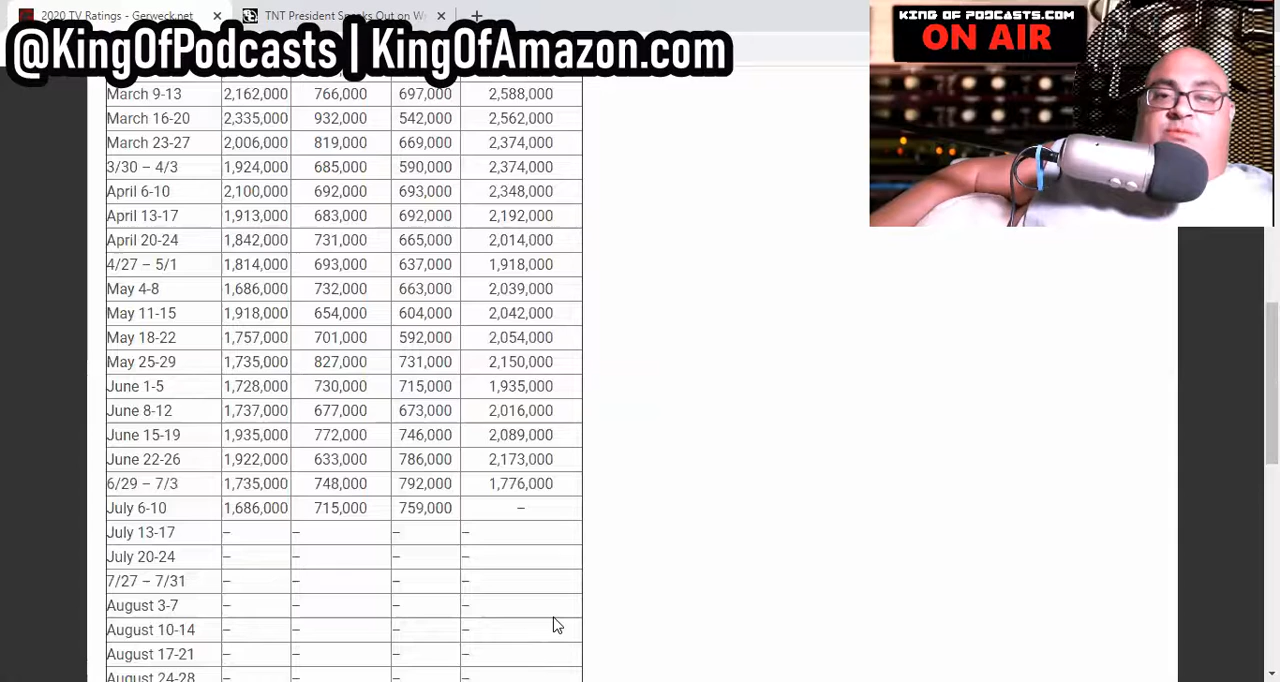 2020 TV Ratings - Gerweck.net
TNT President Speaks Out on W
@KingOfPodcasts | KingOfAmazon.com
KING OF PODCASTS.COM
ON AIR
March 9-13 2,162,000 766,000 697,000 2,588,000
March 16-20 2,335,000 932,000 542,000 2,562,000
March 23-27 2,006,000 819,000 669,000 2,374,000
3/30 – 4/3 1,924,000 685,000 590,000 2,374,000
April 6-10 2,100,000 692,000 693,000 2,348,000
April 13-17 1,913,000 683,000 692,000 2,192,000
April 20-24 1,842,000 731,000 665,000 2,014,000
4/27 – 5/1 1,814,000 693,000 637,000 1,918,000
May 4-8 1,686,000 732,000 663,000 2,039,000
May 11-15 1,918,000 654,000 604,000 2,042,000
May 18-22 1,757,000 701,000 592,000 2,054,000
May 25-29 1,735,000 827,000 731,000 2,150,000
June 1-5 1,728,000 730,000 715,000 1,935,000
June 8-12 1,737,000 677,000 673,000 2,016,000
June 15-19 1,935,000 772,000 746,000 2,089,000
June 22-26 1,922,000 633,000 786,000 2,173,000
6/29 – 7/3 1,735,000 748,000 792,000 1,776,000
July 6-10 1,686,000 715,000 759,000 –
July 13-17 – – – –
July 20-24 – – – –
7/27 – 7/31 – – – –
August 3-7 – – – –
August 10-14 – – – –
August 17-21 – – – –
August 24-28 – – – –